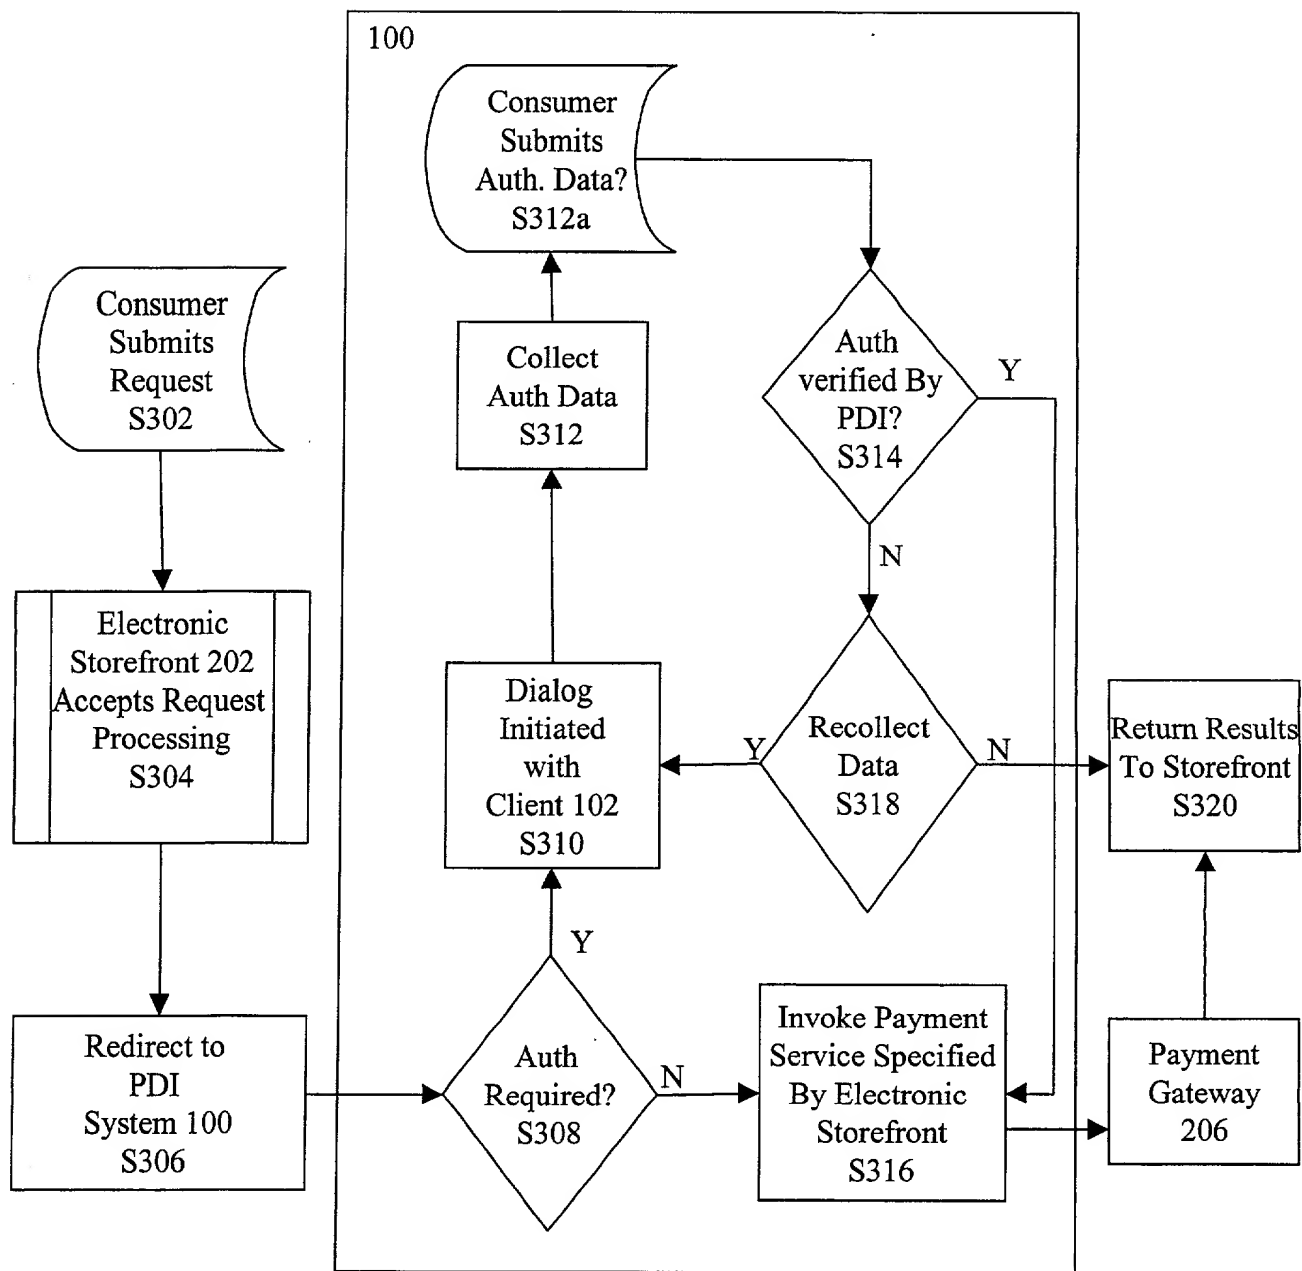 100
Consumer
Submits
Auth. Data?
S312a
Consumer
Submits
Request
S302
Collect
Auth Data
S312
Auth
verified By
PDI?
S314
Y
N
Electronic
Storefront 202
Accepts Request
Processing
S304
Dialog
Initiated
with
Client 102
S310
Y
Recollect
Data
S318
N
Return Results
To Storefront
S320
Y
Redirect to
PDI
System 100
S306
Auth
Required?
S308
N
Invoke Payment
Service Specified
By Electronic
Storefront
S316
Payment
Gateway
206